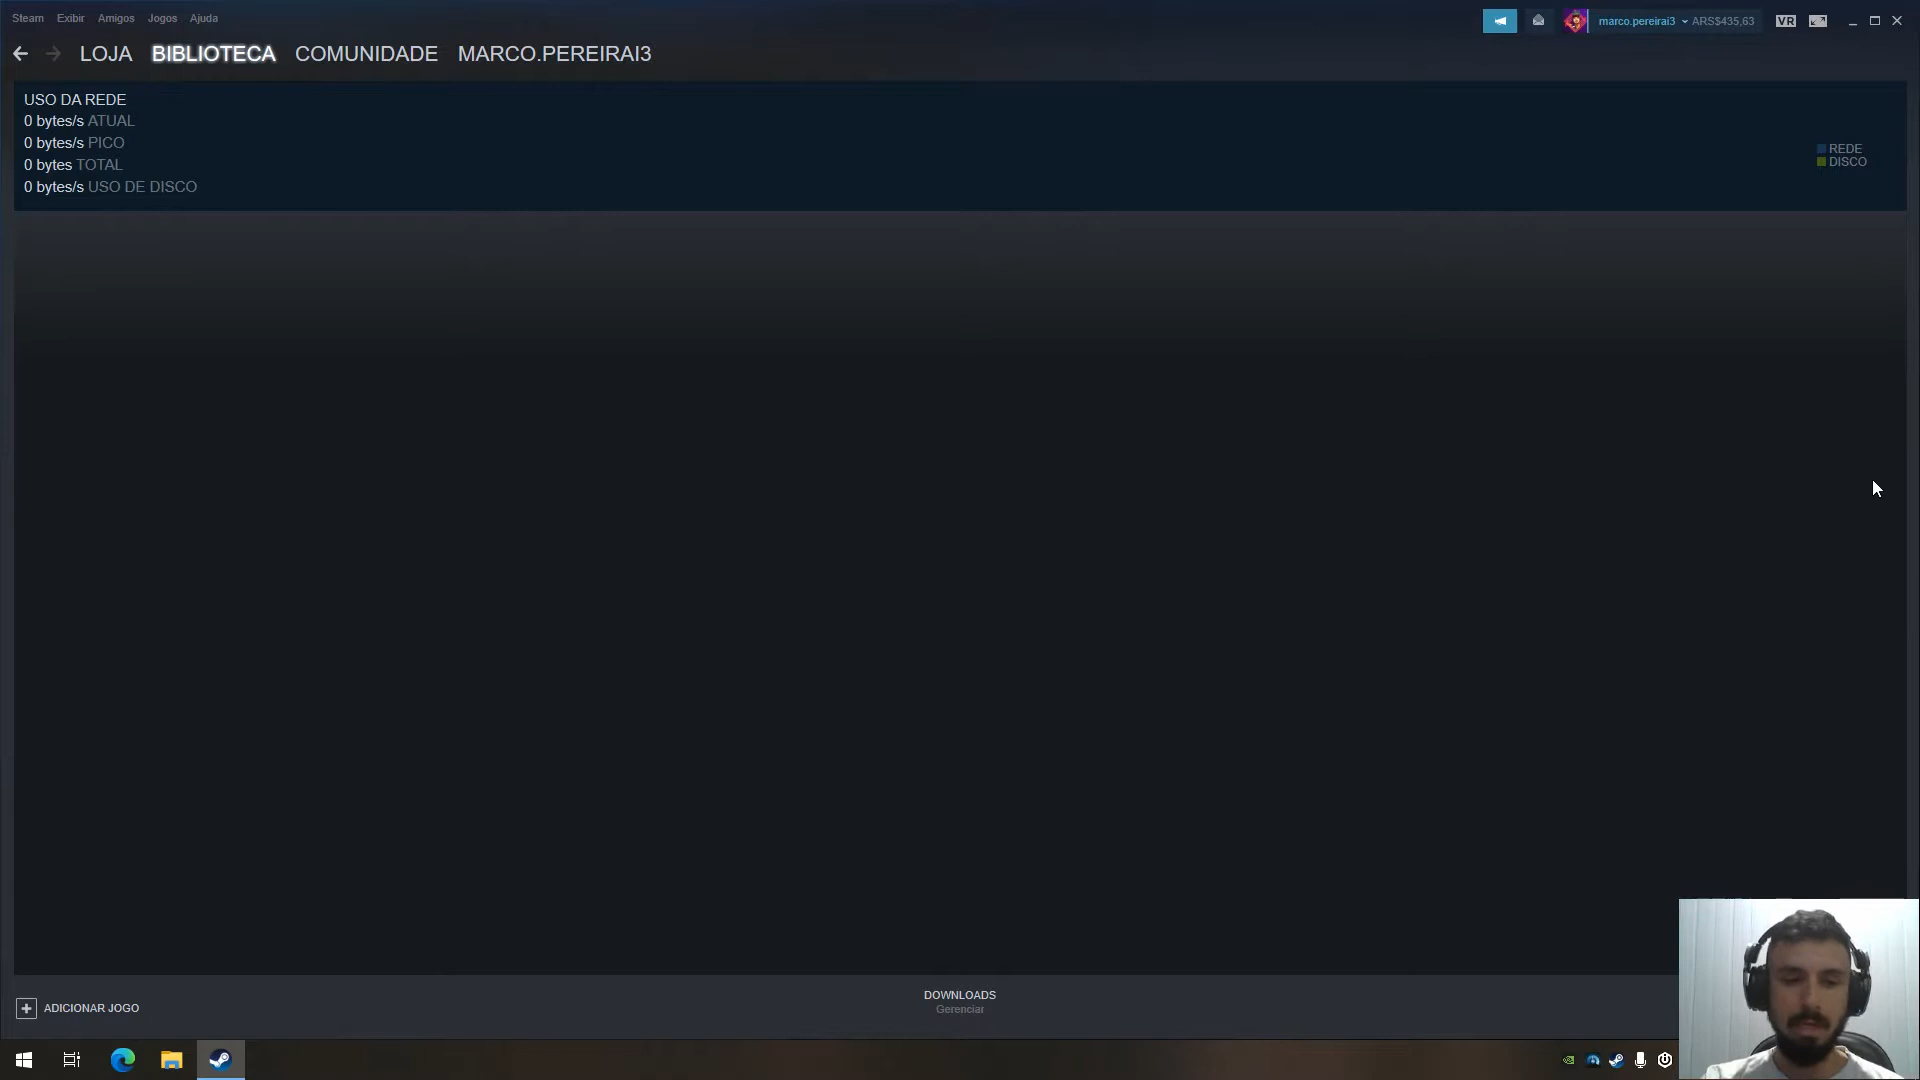 Steam Exibir Amigos Jogos Ajuda
marco.pereirai3 ARS$435,63
VR
LOJA BIBLIOTECA COMUNIDADE MARCO.PEREIRAI3
USO DA REDE
0 bytes/s ATUAL
0 bytes/s PICO
0 bytes TOTAL
0 bytes/s USO DE DISCO
REDE
DISCO
DOWNLOADS
Gerenciar
ADICIONAR JOGO